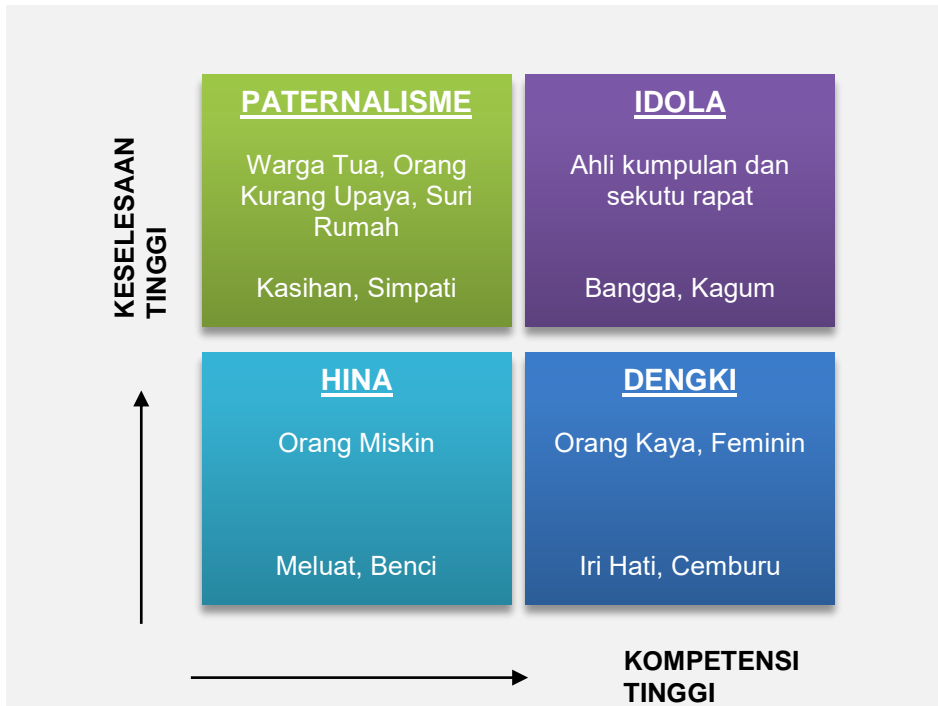 KESELESAAN
TINGGI
PATERNALISME
Warga Tua, Orang
Kurang Upaya, Suri
Rumah
Kasihan, Simpati
IDOLA
Ahli kumpulan dan
sekutu rapat
Bangga, Kagum
HINA
Orang Miskin
Meluat, Benci
DENGKI
Orang Kaya, Feminin
Iri Hati, Cemburu
KOMPETENSI
TINGGI